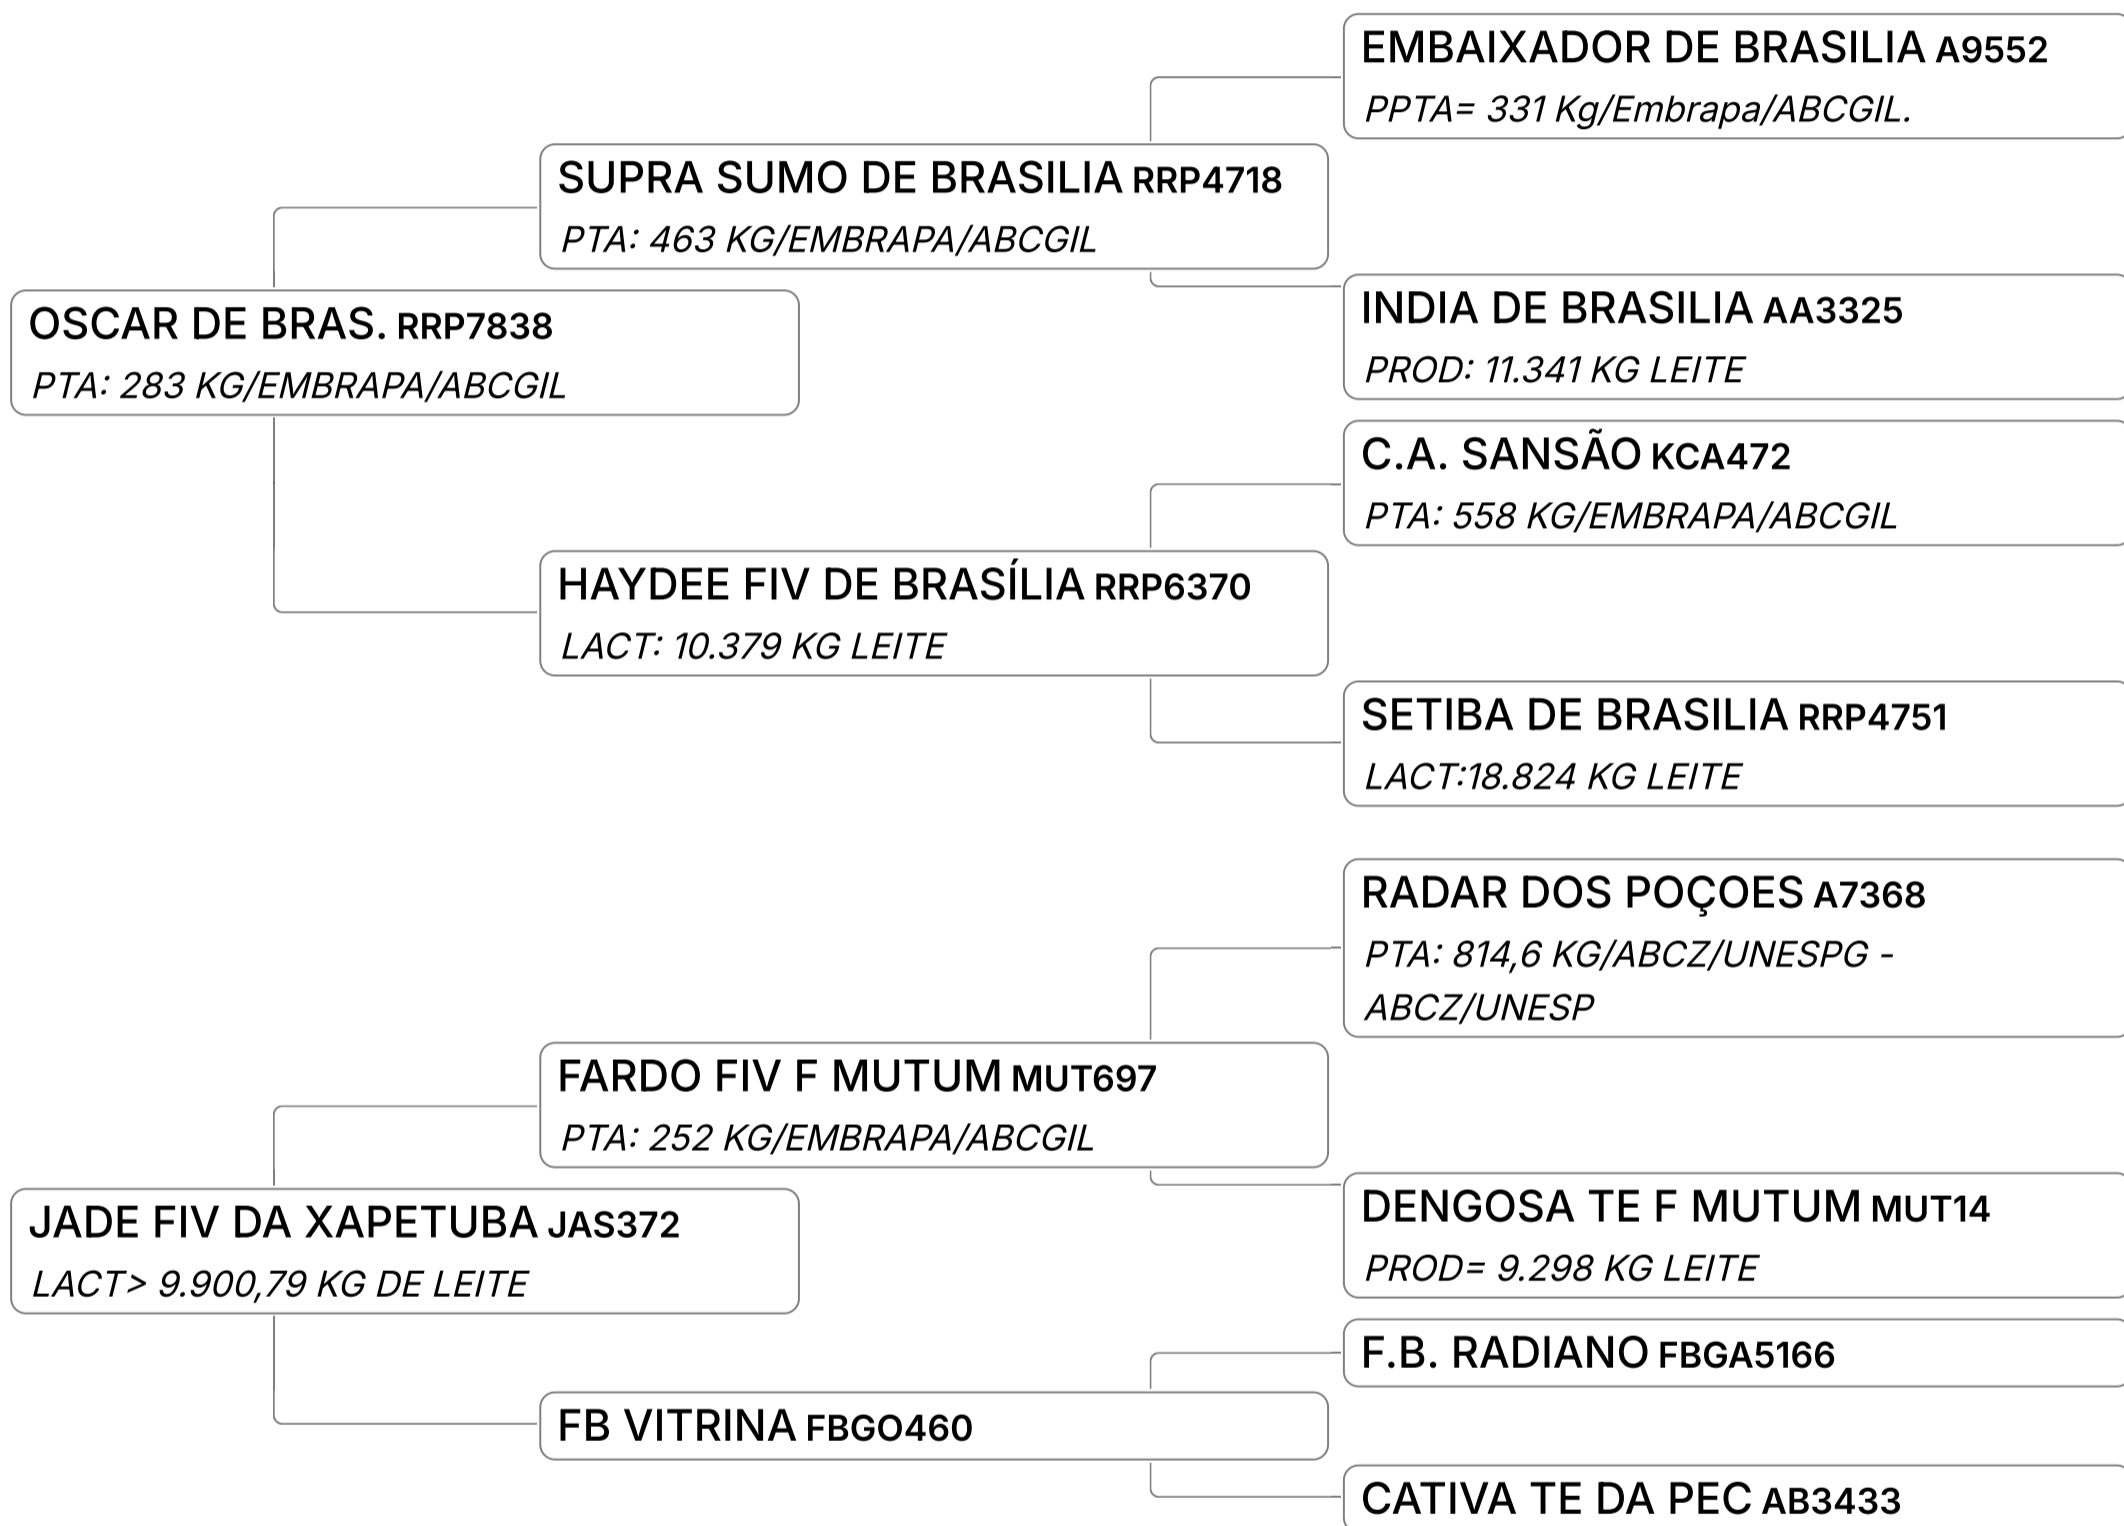 EMBAIXADOR DE BRASILIA A9552
PPTA= 331 Kg/Embrapa/ABCGIL.
SUPRA SUMO DE BRASILIA RRP4718
PTA: 463 KG/EMBRAPA/ABCGIL
INDIA DE BRASILIA AA3325
PROD: 11.341 KG LEITE
OSCAR DE BRAS. RRP7838
PTA: 283 KG/EMBRAPA/ABCGIL
C.A. SANSÃO KCA472
PTA: 558 KG/EMBRAPA/ABCGIL
HAYDEE FIV DE BRASÍLIA RRP6370
LACT: 10.379 KG LEITE
SETIBA DE BRASILIA RRP4751
LACT:18.824 KG LEITE
RADAR DOS POÇOES A7368
PTA: 814,6 KG/ABCZ/UNESPG -
ABCZ/UNESP
FARDO FIV F MUTUM MUT697
PTA: 252 KG/EMBRAPA/ABCGIL
DENGOSA TE F MUTUM MUT14
PROD= 9.298 KG LEITE
JADE FIV DA XAPETUBA JAS372
LACT> 9.900,79 KG DE LEITE
F.B. RADIANO FBGA5166
FB VITRINA FBGO460
CATIVA TE DA PEC AB3433